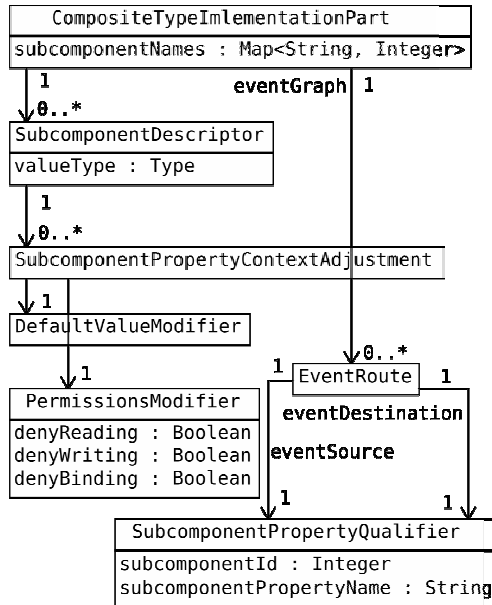 CompositeTypeImlementationPart
subcomponentNames : Map<String, Integer>
1
eventGraph 1
0..*
SubcomponentDescriptor
valueType : Type
1
0..*
SubcomponentPropertyContextAdjustment
1
DefaultValueModifier
0..*
1
1
EventRoute
1
PermissionsModifier
eventDestination
denyReading : Boolean
denyWriting : Boolean
eventSource
denyBinding : Boolean
1
1
SubcomponentPropertyQualifier
subcomponentId : Integer
subcomponentPropertyName : String